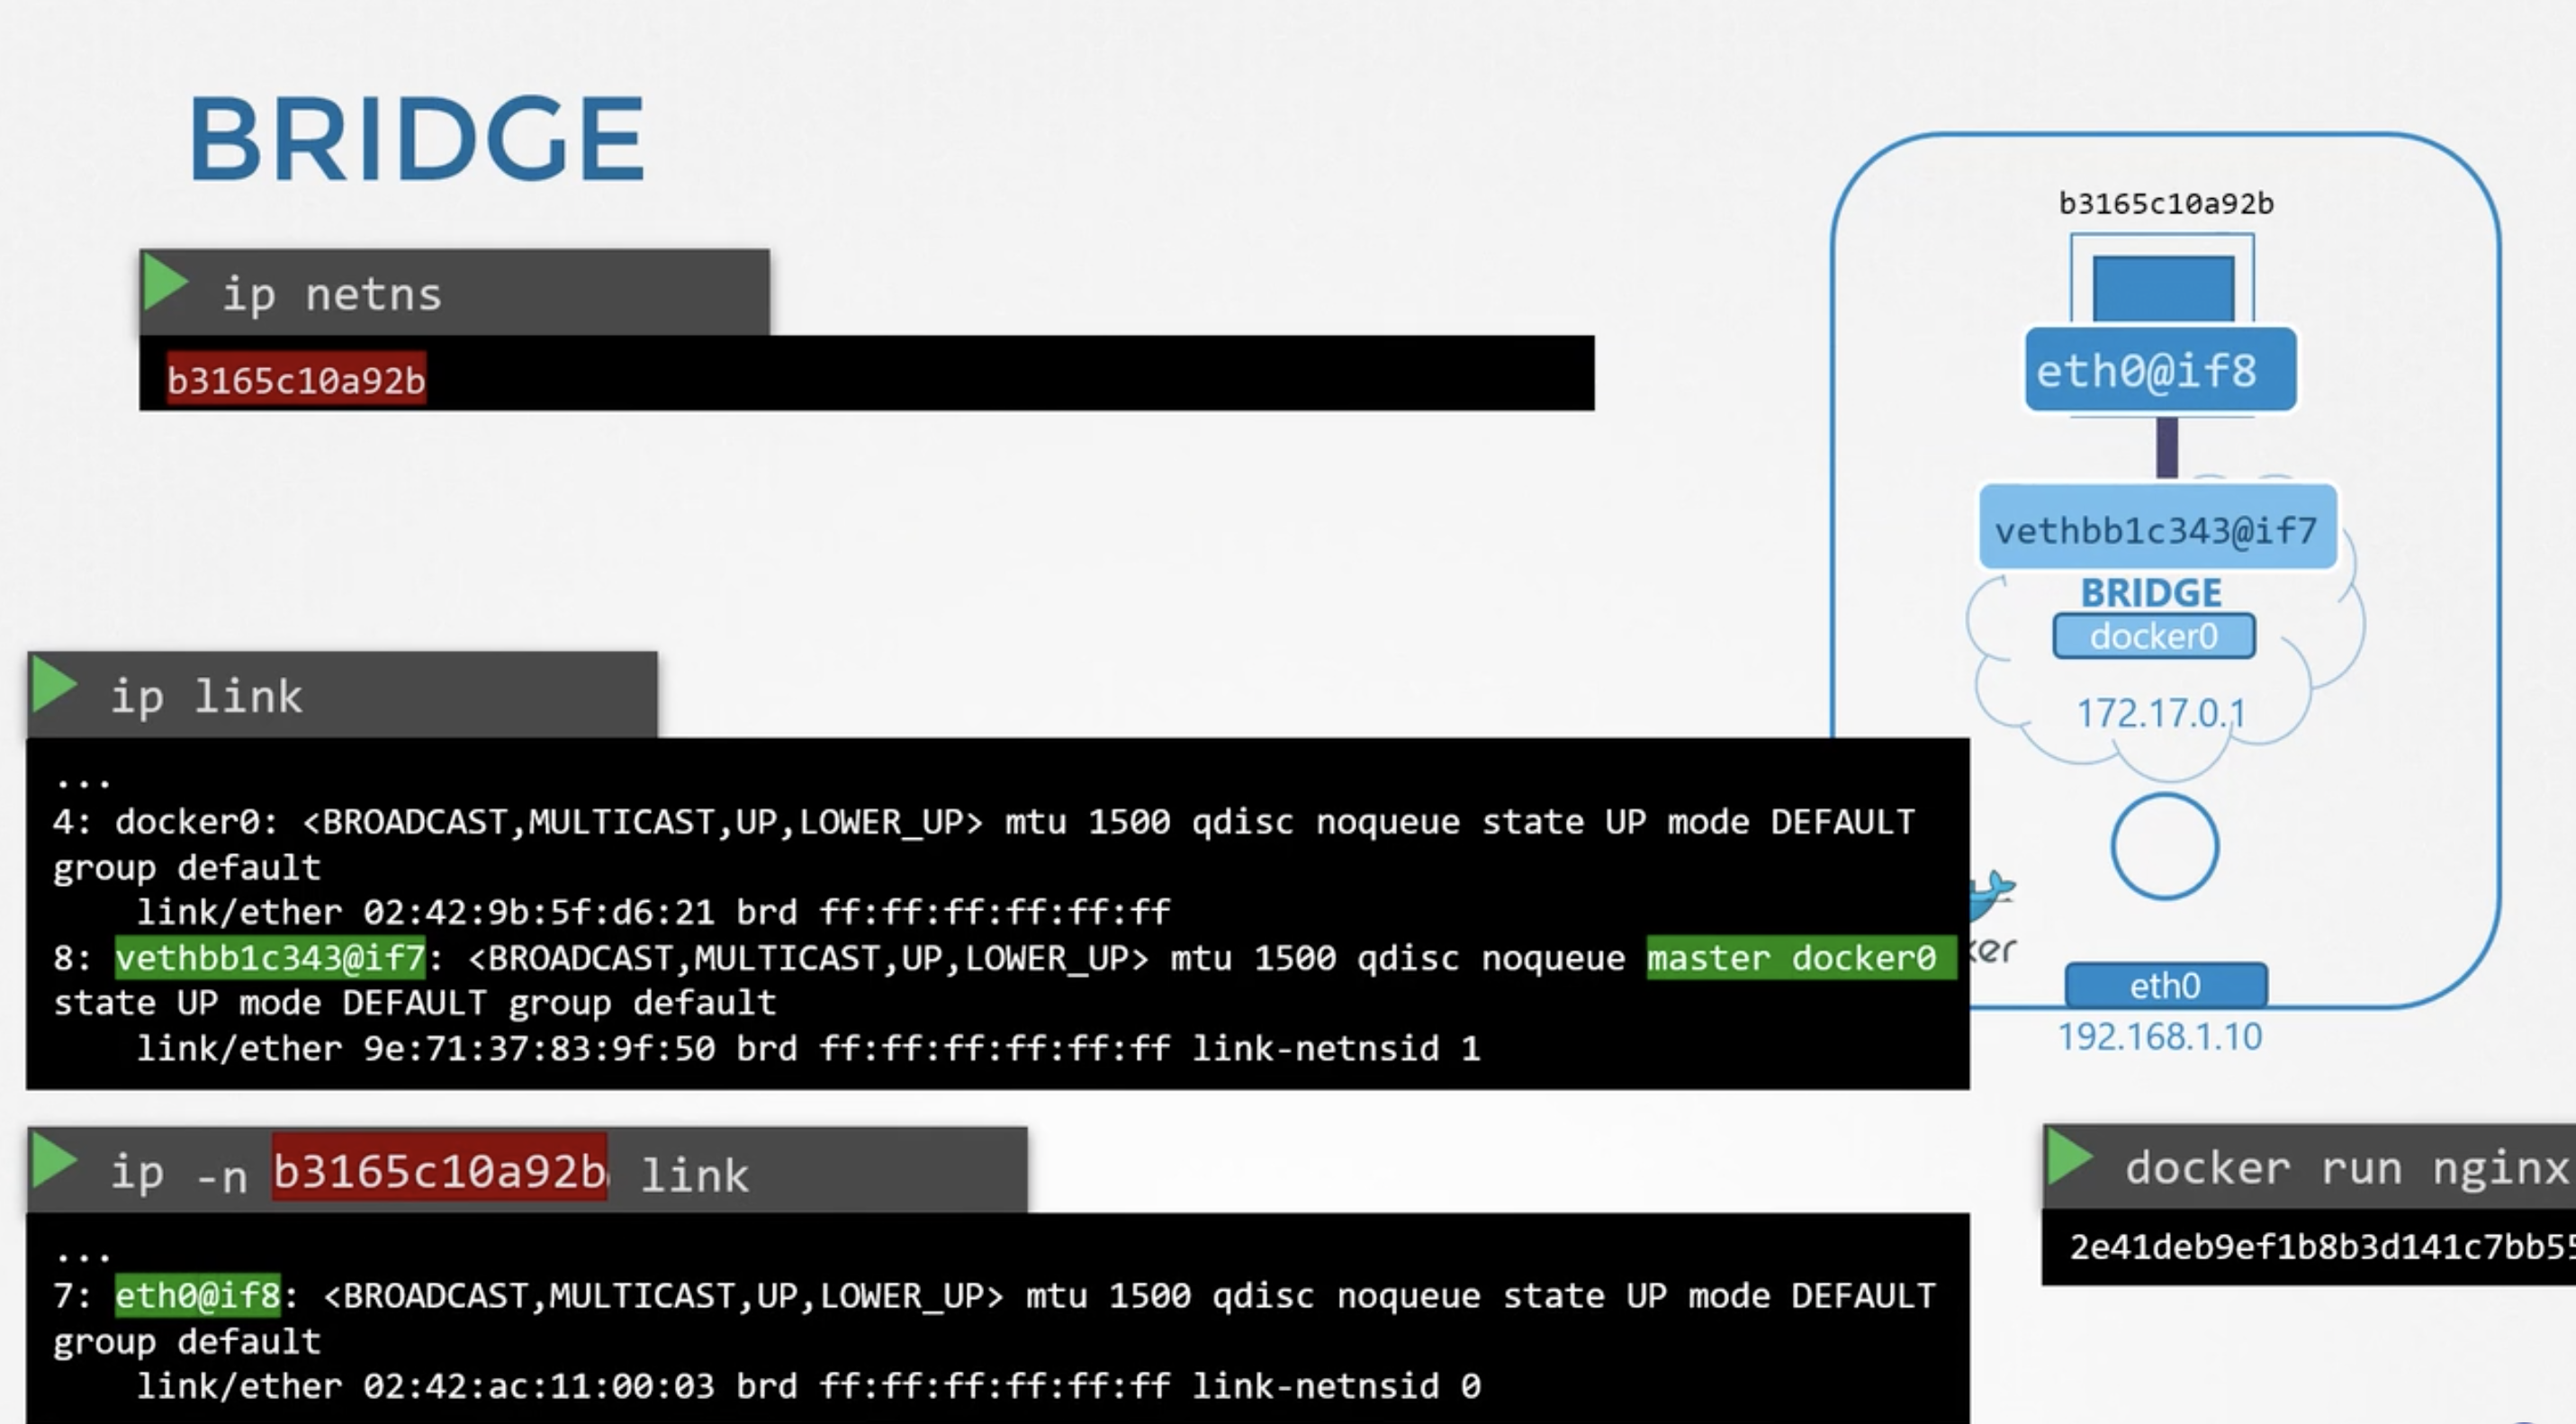 BRIDGE
ip netns
b3165c10a92b
ip link
...
4: docker0: <BROADCAST,MULTICAST,UP,LOWER_UP> mtu 1500 qdisc noqueue state UP mode DEFAULT
group default
    link/ether 02:42:9b:5f:d6:21 brd ff:ff:ff:ff:ff:ff
8: vethbb1c343@if7: <BROADCAST,MULTICAST,UP,LOWER_UP> mtu 1500 qdisc noqueue master docker0
state UP mode DEFAULT group default
    link/ether 9e:71:37:83:9f:50 brd ff:ff:ff:ff:ff:ff link-netnsid 1
ip -n b3165c10a92b link
...
7: eth0@if8: <BROADCAST,MULTICAST,UP,LOWER_UP> mtu 1500 qdisc noqueue state UP mode DEFAULT
group default
    link/ether 02:42:ac:11:00:03 brd ff:ff:ff:ff:ff:ff link-netnsid 0
b3165c10a92b
eth0@if8
vethbb1c343@if7
BRIDGE
docker0
172.17.0.1
eth0
192.168.1.10
docker run nginx